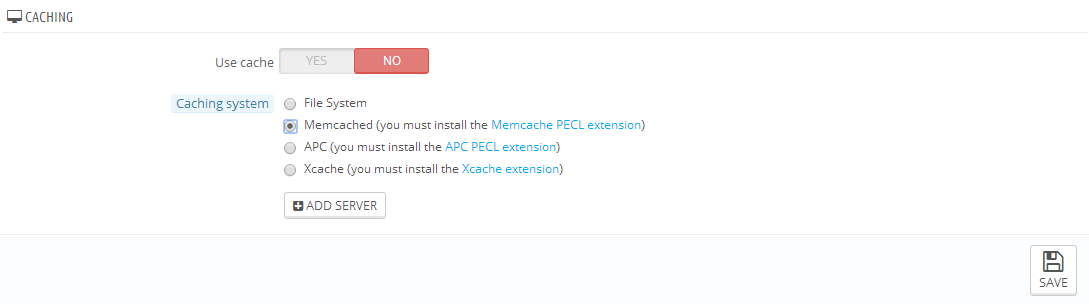 CACHING
Use cache YES NO
Caching system File System
Memcached (you must install the Memcache PECL extension)
APC (you must install the APC PECL extension)
Xcache (you must install the Xcache extension)
ADD SERVER
SAVE